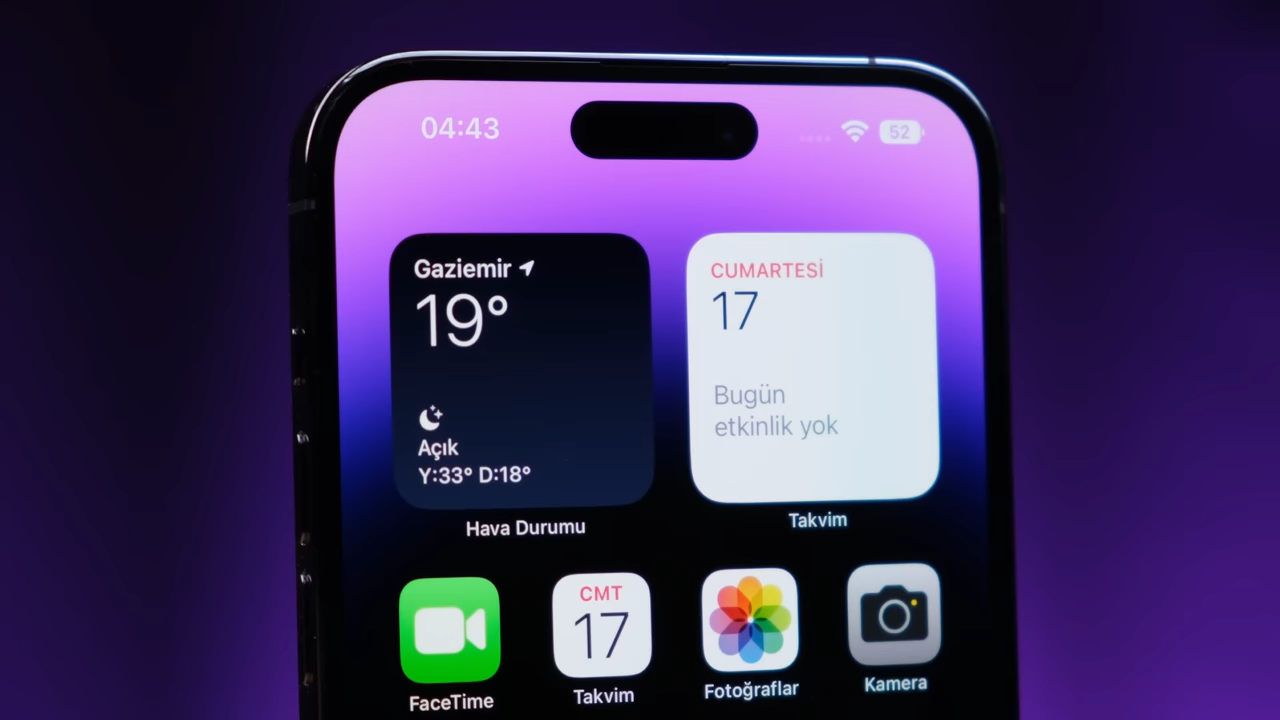 04:43
52
Gaziemir
19°
Açık
Y:33° D:18°
Hava Durumu
CUMARTESİ
17
Bugün
etkinlik yok
Takvim
FaceTime
CMT
17
Takvim
Fotoğraflar
Kamera